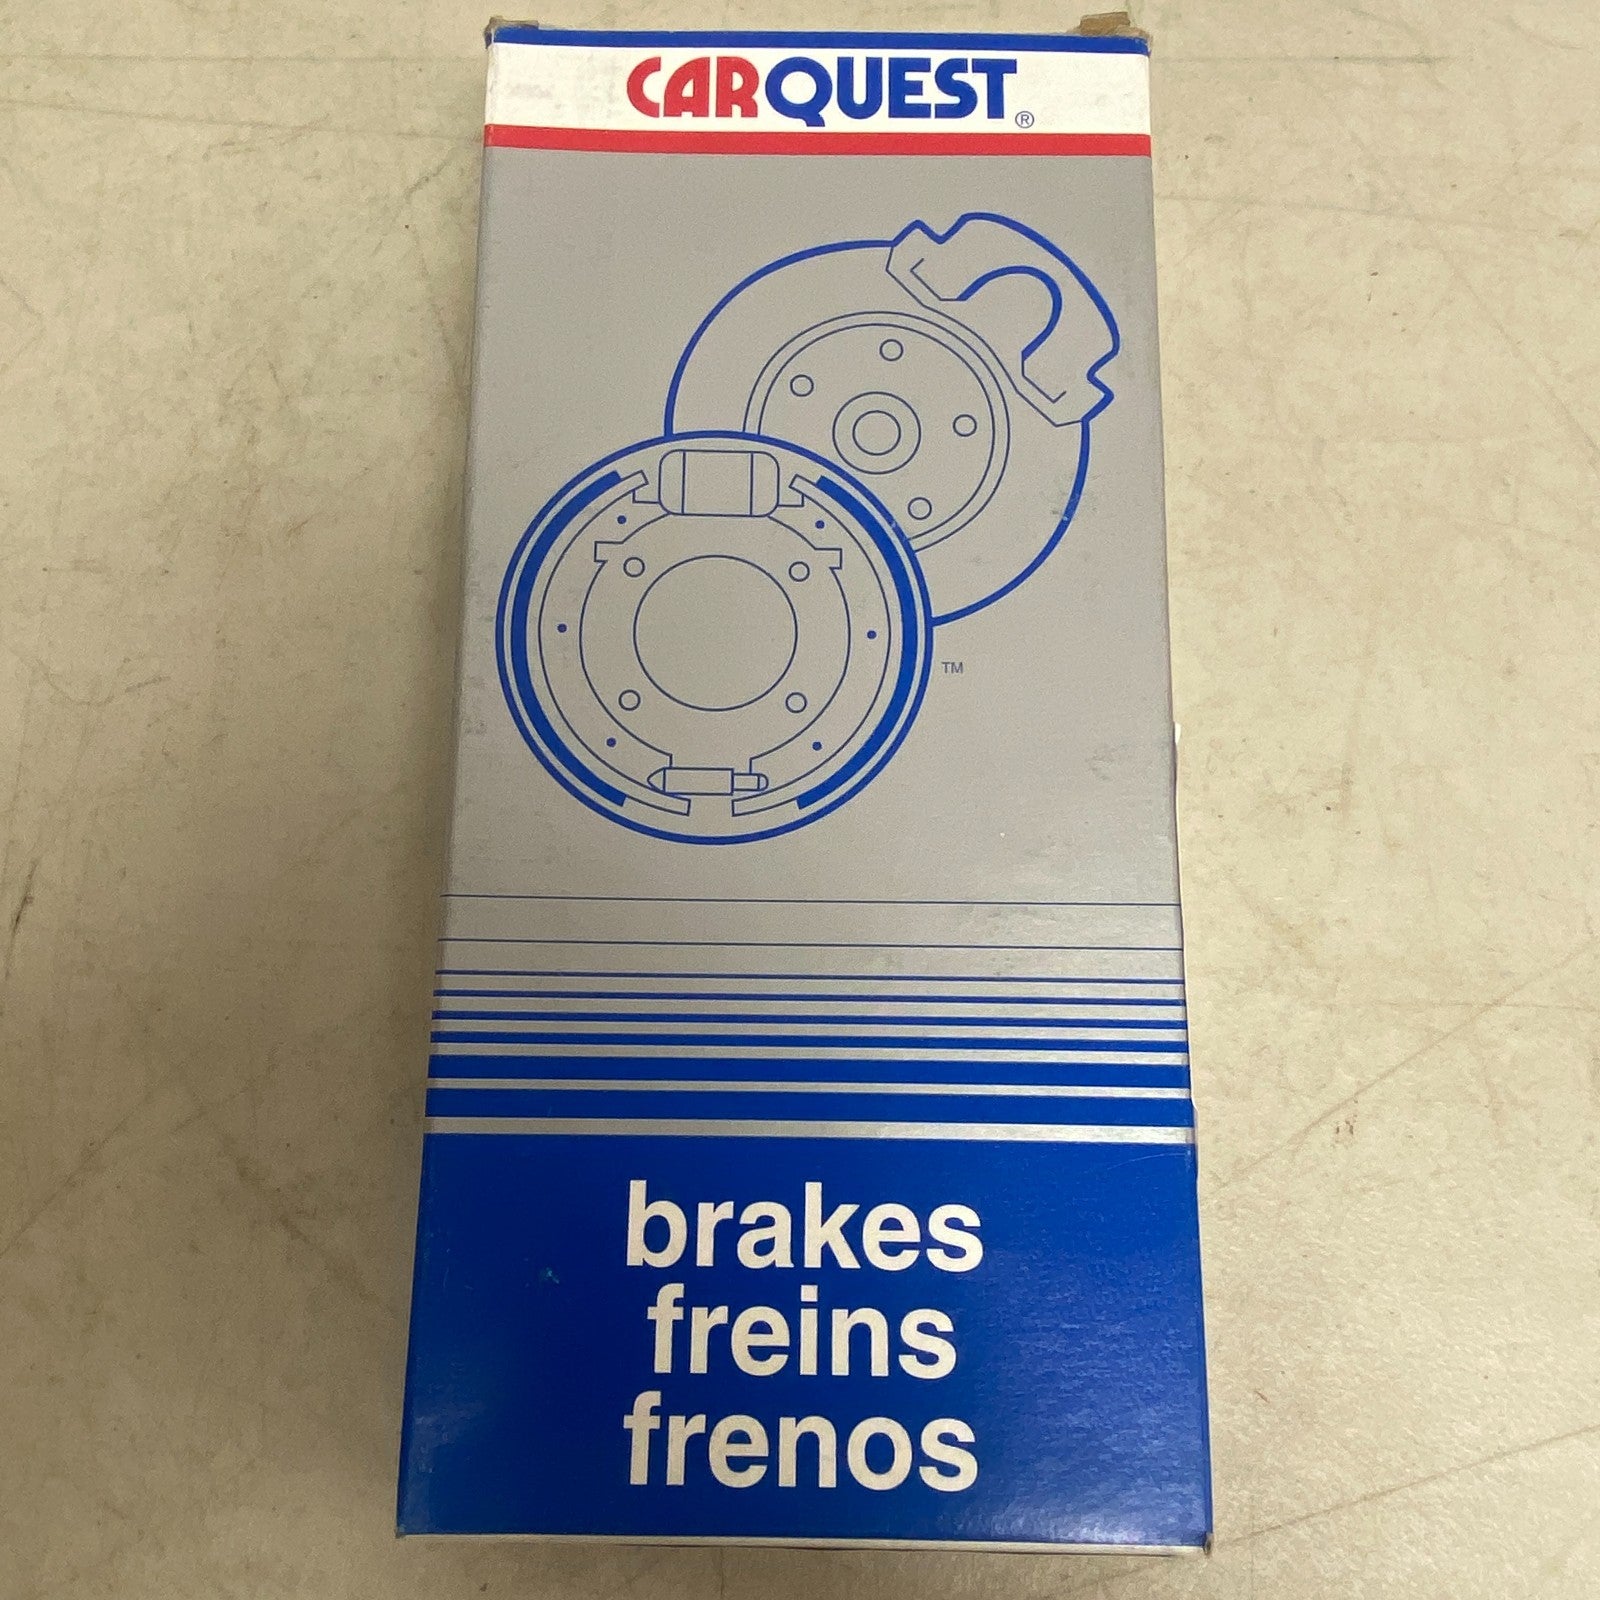 CARQUEST®
™
brakes
freins
frenos